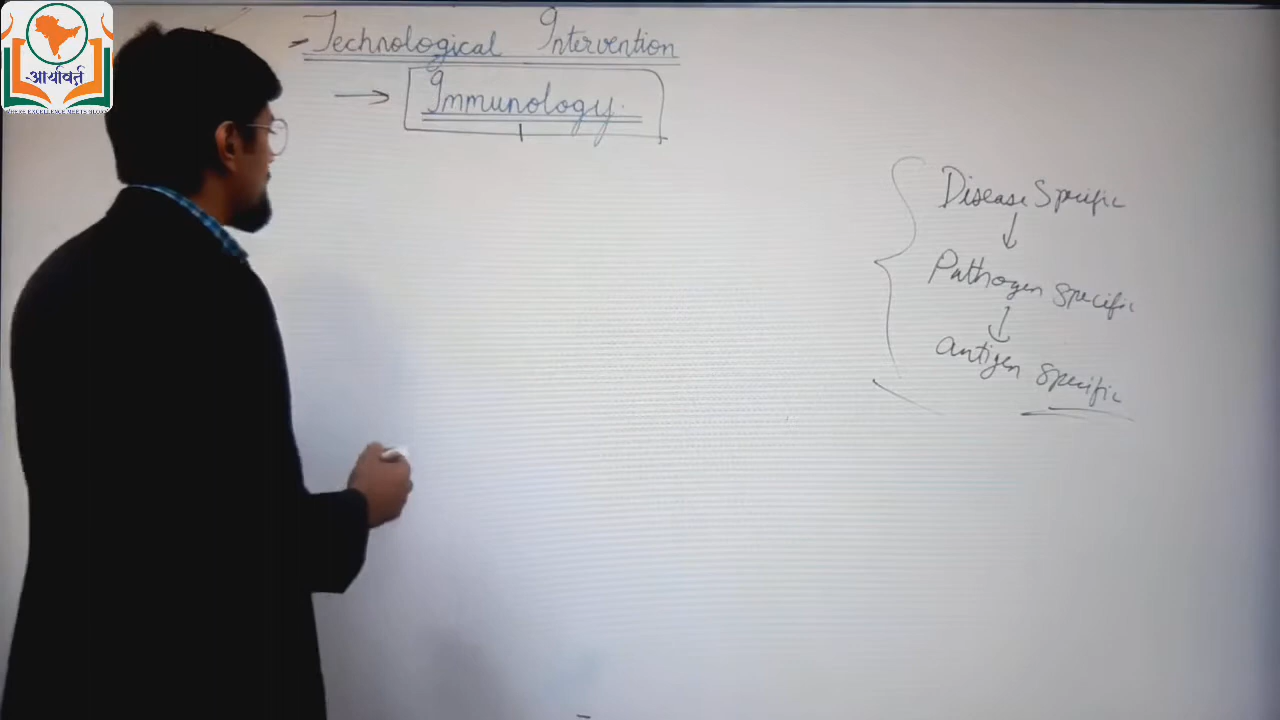 आर्यावर्त
- Technological Intervention
→ Immunology.
Disease Specific
↓
Pathogen Specific
↓
Antigen Specific